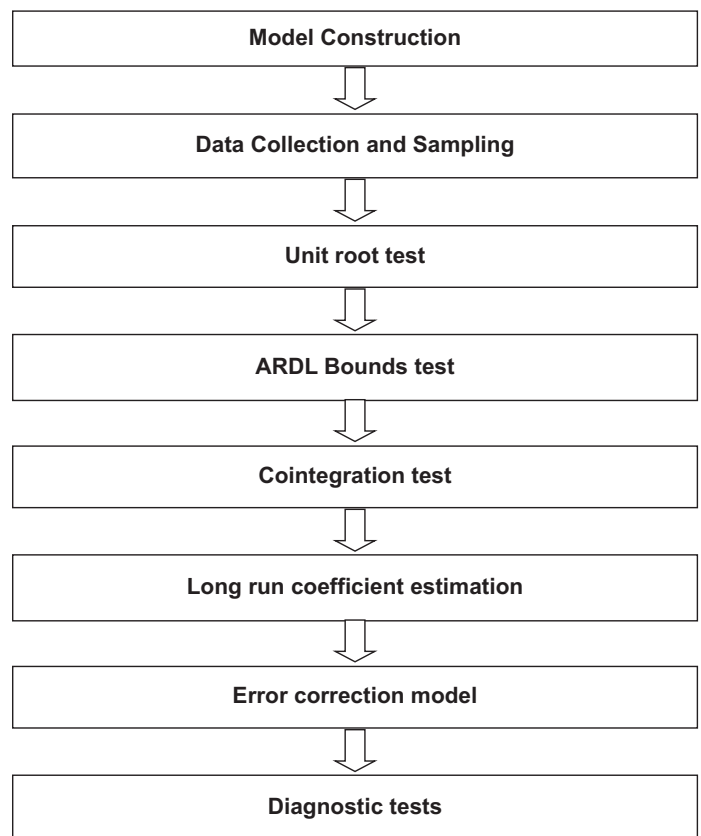 Model Construction
Data Collection and Sampling
Unit root test
ARDL Bounds test
Cointegration test
Long run coefficient estimation
Error correction model
Diagnostic tests